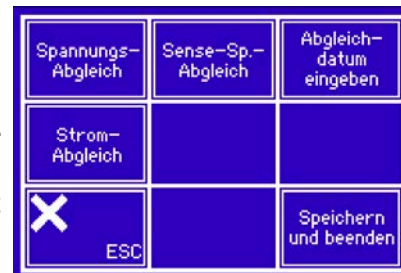 Spannungs-
Abgleich
Sense-Sp.-
Abgleich
Abgleich-
datum
eingeben
Strom-
Abgleich
ESC
Speichern
und beenden